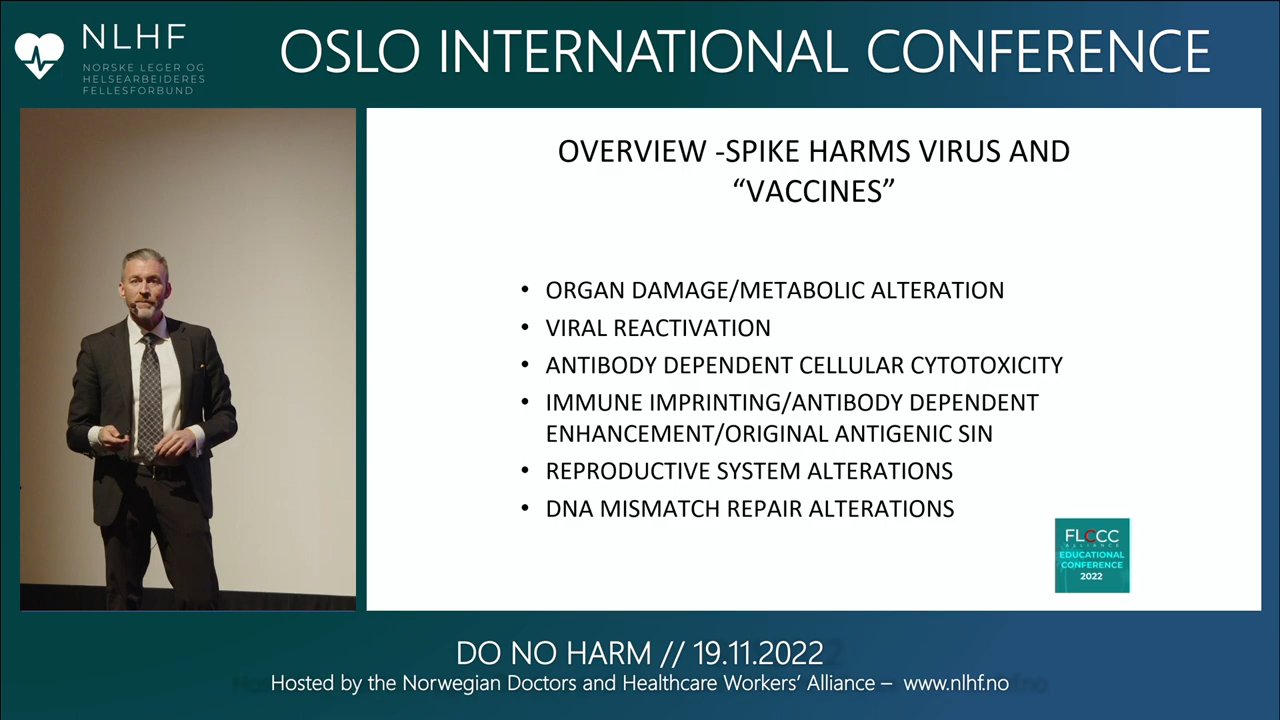 NLHF
NORSKE LEGER OG
HELSEARBEIDERES
FELLESFORBUND
OSLO INTERNATIONAL CONFERENCE
OVERVIEW -SPIKE HARMS VIRUS AND
“VACCINES”
• ORGAN DAMAGE/METABOLIC ALTERATION
• VIRAL REACTIVATION
• ANTIBODY DEPENDENT CELLULAR CYTOTOXICITY
• IMMUNE IMPRINTING/ANTIBODY DEPENDENT
ENHANCEMENT/ORIGINAL ANTIGENIC SIN
• REPRODUCTIVE SYSTEM ALTERATIONS
• DNA MISMATCH REPAIR ALTERATIONS
FLCCC
ALLIANCE
EDUCATIONAL
CONFERENCE
2022
DO NO HARM // 19.11.2022
Hosted by the Norwegian Doctors and Healthcare Workers’ Alliance – www.nlhf.no